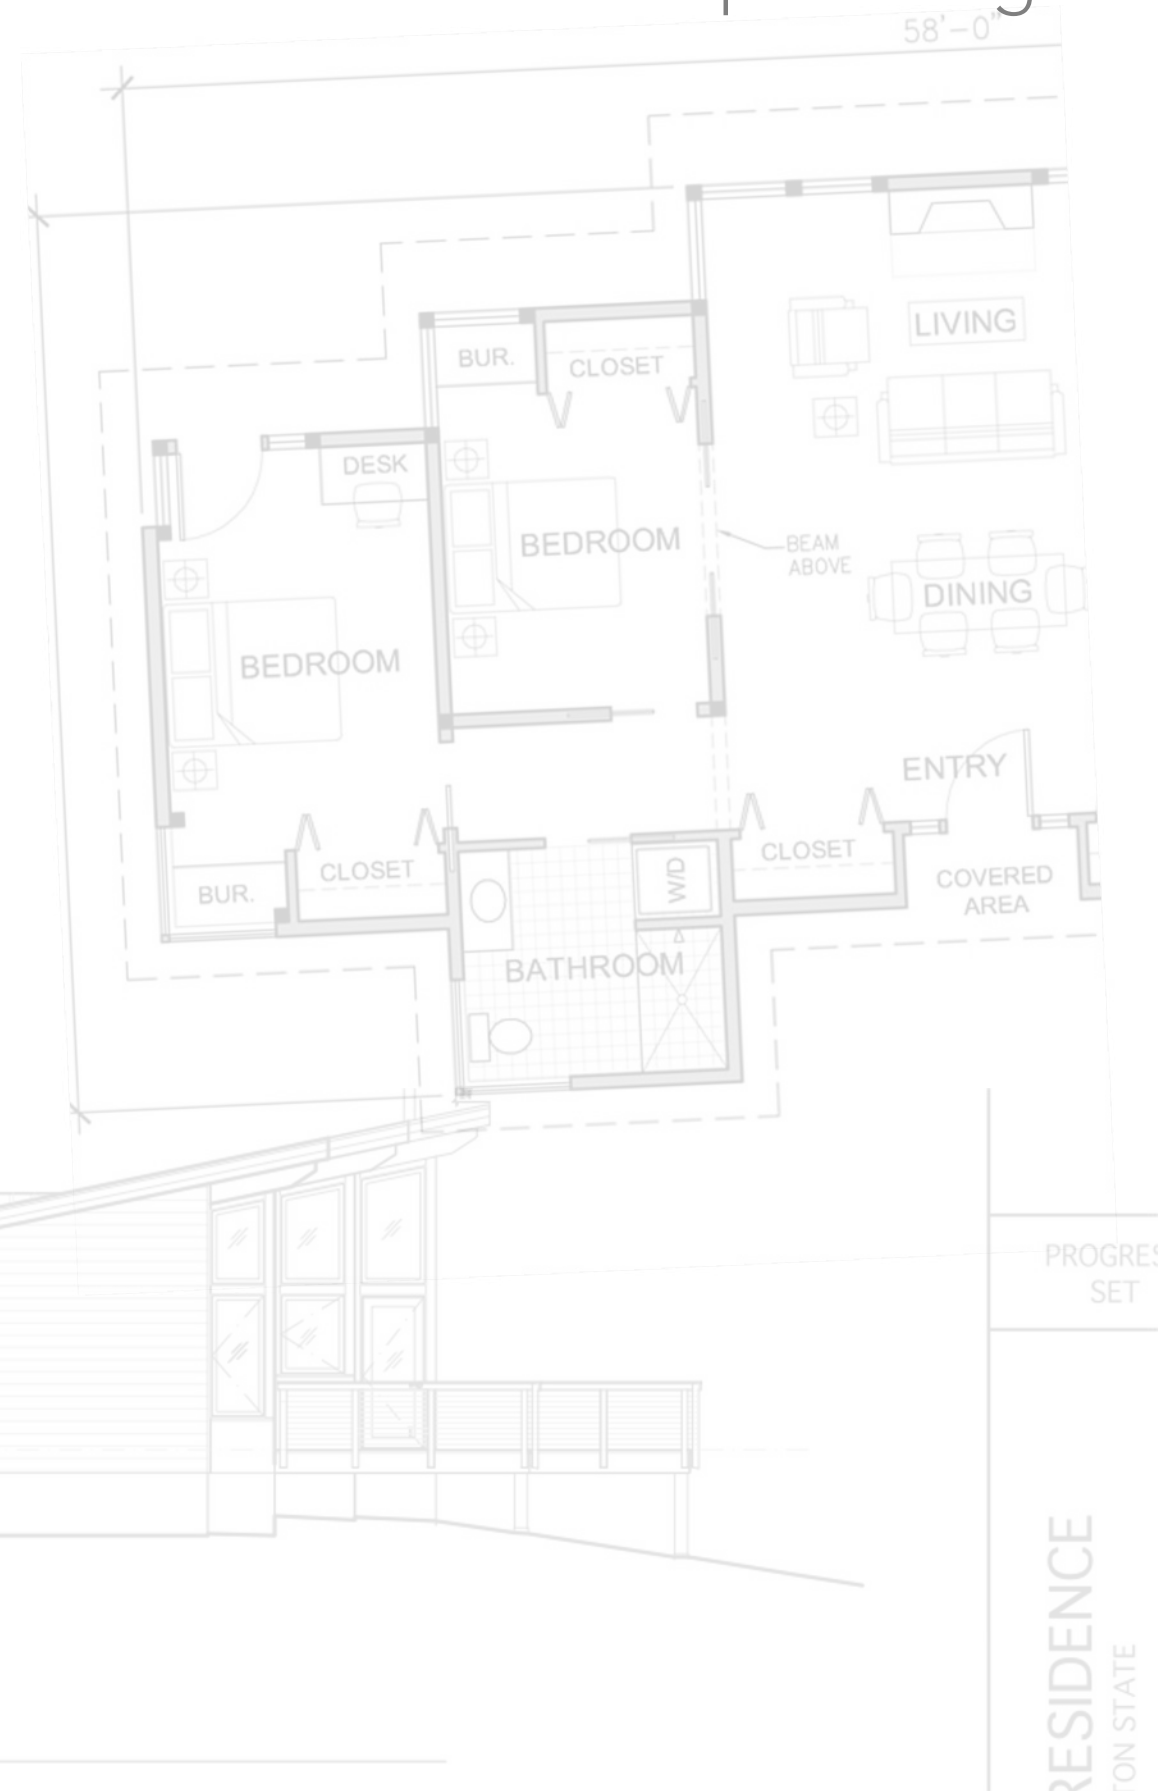 58'-0"
LIVING
BUR.
CLOSET
DESK
BEDROOM
BEAM
ABOVE
DINING
BEDROOM
ENTRY
CLOSET
CLOSET
W/D
COVERED
AREA
BUR.
BATHROOM
PROGRES
SET
RESIDENCE
TON STATE